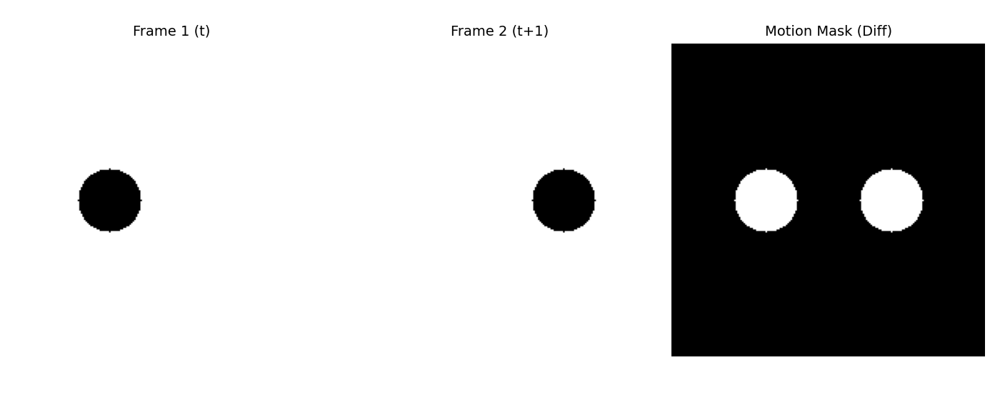 Frame 1 (t)
Frame 2 (t+1)
Motion Mask (Diff)